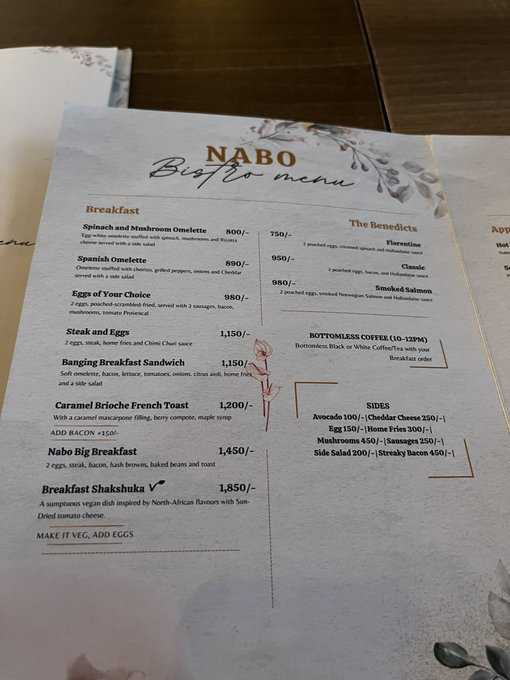 NABO
Bistro menu
Breakfast
Spinach and Mushroom Omelette 800/-
Egg-white omelette stuffed with spinach, mushrooms and Ricotta
cheese served with a side salad
Spanish Omelette 890/-
Omelette stuffed with chorizo, grilled peppers, onions and Cheddar
served with a side salad
Eggs of Your Choice 980/-
2 eggs, poached-scrambled-fried, served with 2 sausages, bacon,
mushrooms, tomato Provencal
Steak and Eggs 1,150/-
2 eggs, steak, home fries and Chimi Churi sauce
Banging Breakfast Sandwich 1,150/-
Soft omelette, bacon, lettuce, tomatoes, onions, citrus aioli, home fries
and a side salad
Caramel Brioche French Toast 1,200/-
With a caramel mascarpone filling, berry compote, maple syrup
ADD BACON +150/-
Nabo Big Breakfast 1,450/-
2 eggs, steak, bacon, hash browns, baked beans and toast
Breakfast Shakshuka 1,850/-
A sumptuous vegan dish inspired by North-African flavours with Sun-
Dried tomato cheese.
MAKE IT VEG, ADD EGGS
The Benedicts
750/- Florentine
2 poached eggs, creamed spinach and Hollandaise sauce
950/- Classic
2 poached eggs, bacon, and Hollandaise sauce
980/- Smoked Salmon
2 poached eggs, smoked Norwegian Salmon and Hollandaise sauce
BOTTOMLESS COFFEE (10-12PM)
Bottomless Black or White Coffee/Tea with your
Breakfast order
SIDES
Avocado 100/-|Cheddar Cheese 250/-|
Egg 150/-|Home Fries 300/-|
Mushrooms 450/-|Sausages 250/-|
Side Salad 200/-|Streaky Bacon 450/-|
App
Hot